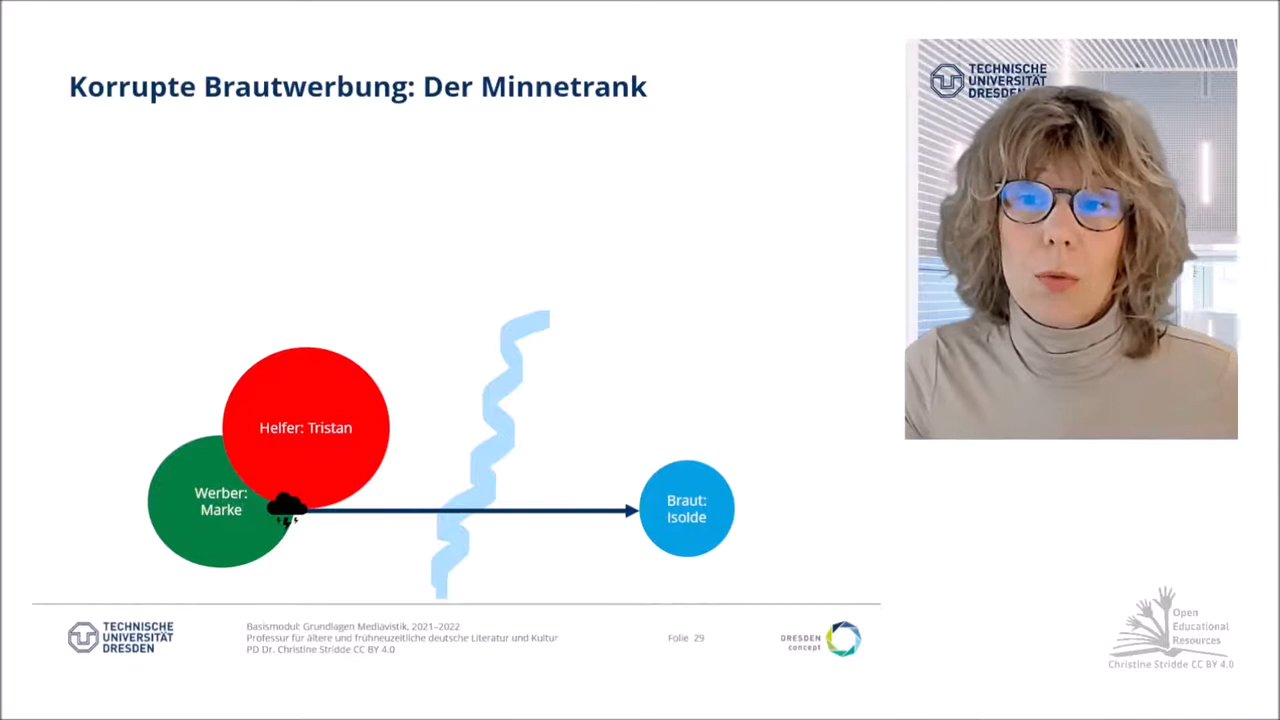 Korrupte Brautwerbung: Der Minnetrank
TECHNISCHE
UNIVERSITÄT
DRESDEN
Helfer: Tristan
Werber:
Marke
Braut:
Isolde
TECHNISCHE
UNIVERSITÄT
DRESDEN
Basismodul: Grundlagen Mediävistik, 2021–2022
Professur für ältere und frühneuzeitliche deutsche Literatur und Kultur
PD Dr. Christine Stridde CC BY 4.0
Folie 29
DRESDEN
concept
Open
Educational
Resources
Christine Stridde CC BY 4.0